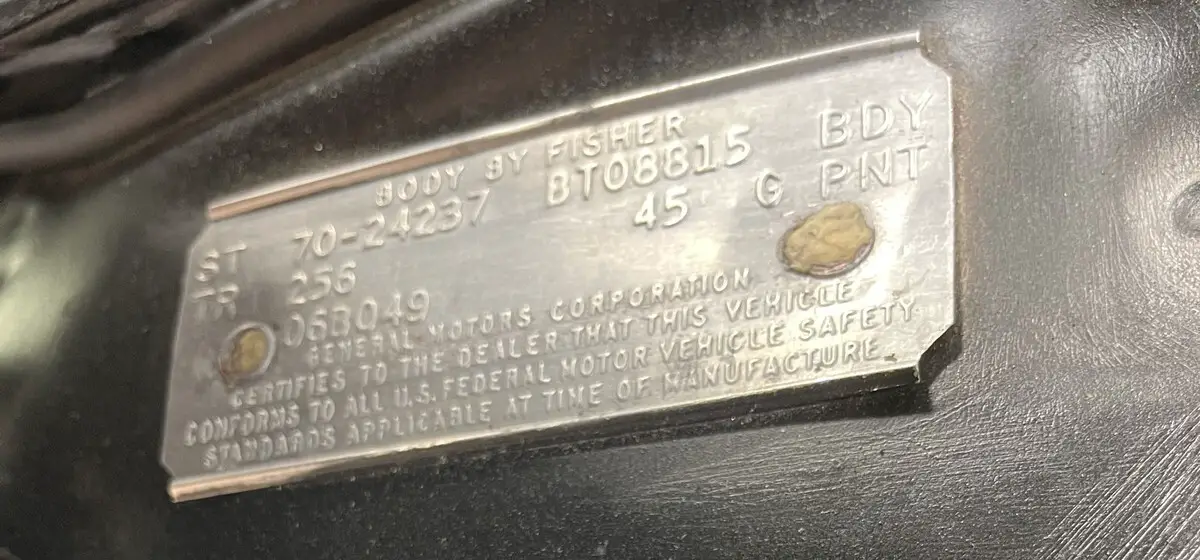 BODY BY FISHER
ST 70-24237 BT08815 BDY
TR 256 45 G PNT
06B049
GENERAL MOTORS CORPORATION
CERTIFIES TO THE DEALER THAT THIS VEHICLE
CONFORMS TO ALL U.S. FEDERAL MOTOR VEHICLE SAFETY
STANDARDS APPLICABLE AT TIME OF MANUFACTURE